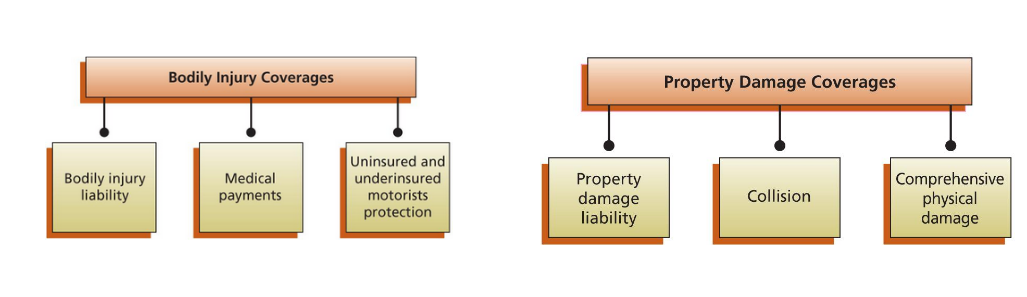 Bodily Injury Coverages
Bodily injury
liability
Medical
payments
Uninsured and
underinsured
motorists
protection
Property Damage Coverages
Property
damage
liability
Collision
Comprehensive
physical
damage